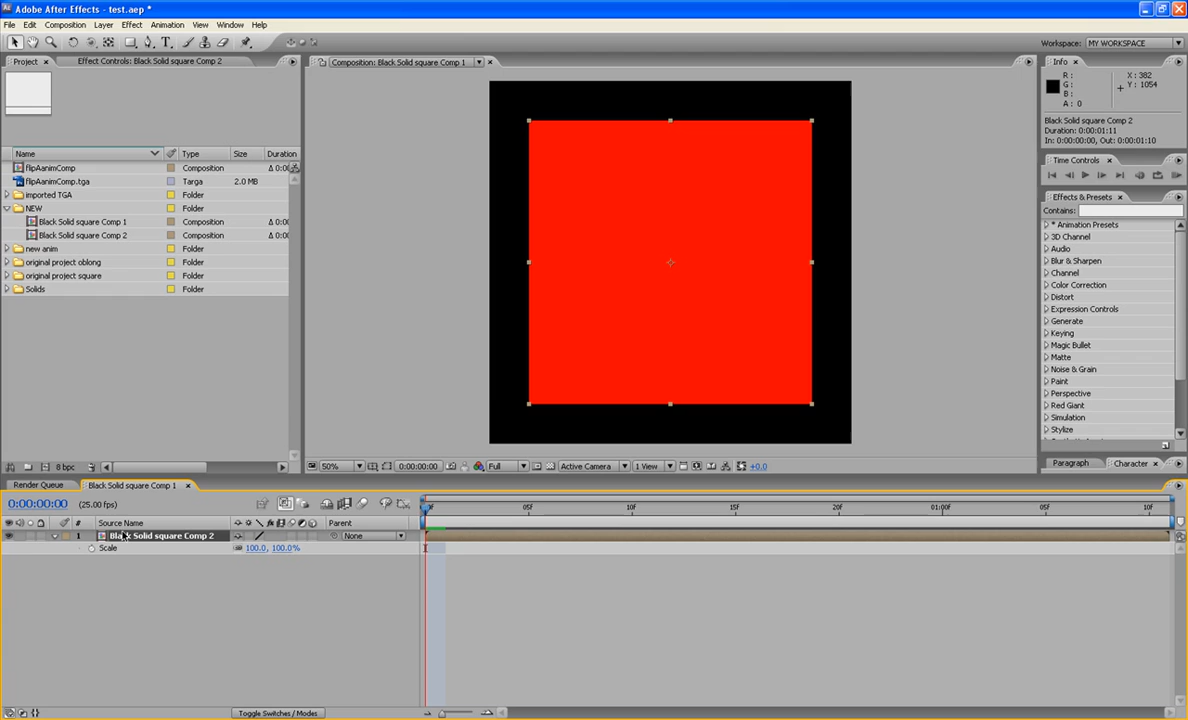 Adobe After Effects - test.aep *
File Edit Composition Layer Effect Animation View Window Help
Workspace: MY WORKSPACE
Project × Effect Controls: Black Solid square Comp 2
Composition: Black Solid square Comp 1 ×
Info ×
R : X : 382
G : Y : 1054
B :
A : 0
Black Solid square Comp 2
Duration: 0:00:01:11
In: 0:00:00:00, Out: 0:00:01:10
Name Type Size Duration
flipAanimComp Composition Δ 0:00
flipAanimComp.tga Targa 2.0 MB
imported TGA Folder
NEW Folder
Black Solid square Comp 1 Composition Δ 0:00
Black Solid square Comp 2 Composition Δ 0:00
new anim Folder
original project oblong Folder
original project square Folder
Solids Folder
Time Controls ×
Effects & Presets ×
Contains:
* Animation Presets
3D Channel
Audio
Blur & Sharpen
Channel
Color Correction
Distort
Expression Controls
Generate
Keying
Magic Bullet
Matte
Noise & Grain
Paint
Perspective
Red Giant
Simulation
Stylize
8 bpc
50% 0:00:00:00 Full Active Camera 1 View +0.0
Paragraph Character ×
Render Queue Black Solid square Comp 1 ×
0:00:00:00 (25.00 fps)
# Source Name Parent
05f 10f 15f 20f 01:00f 05f 10f
1 Black Solid square Comp 2 None
Scale 100.0, 100.0%
Toggle Switches / Modes